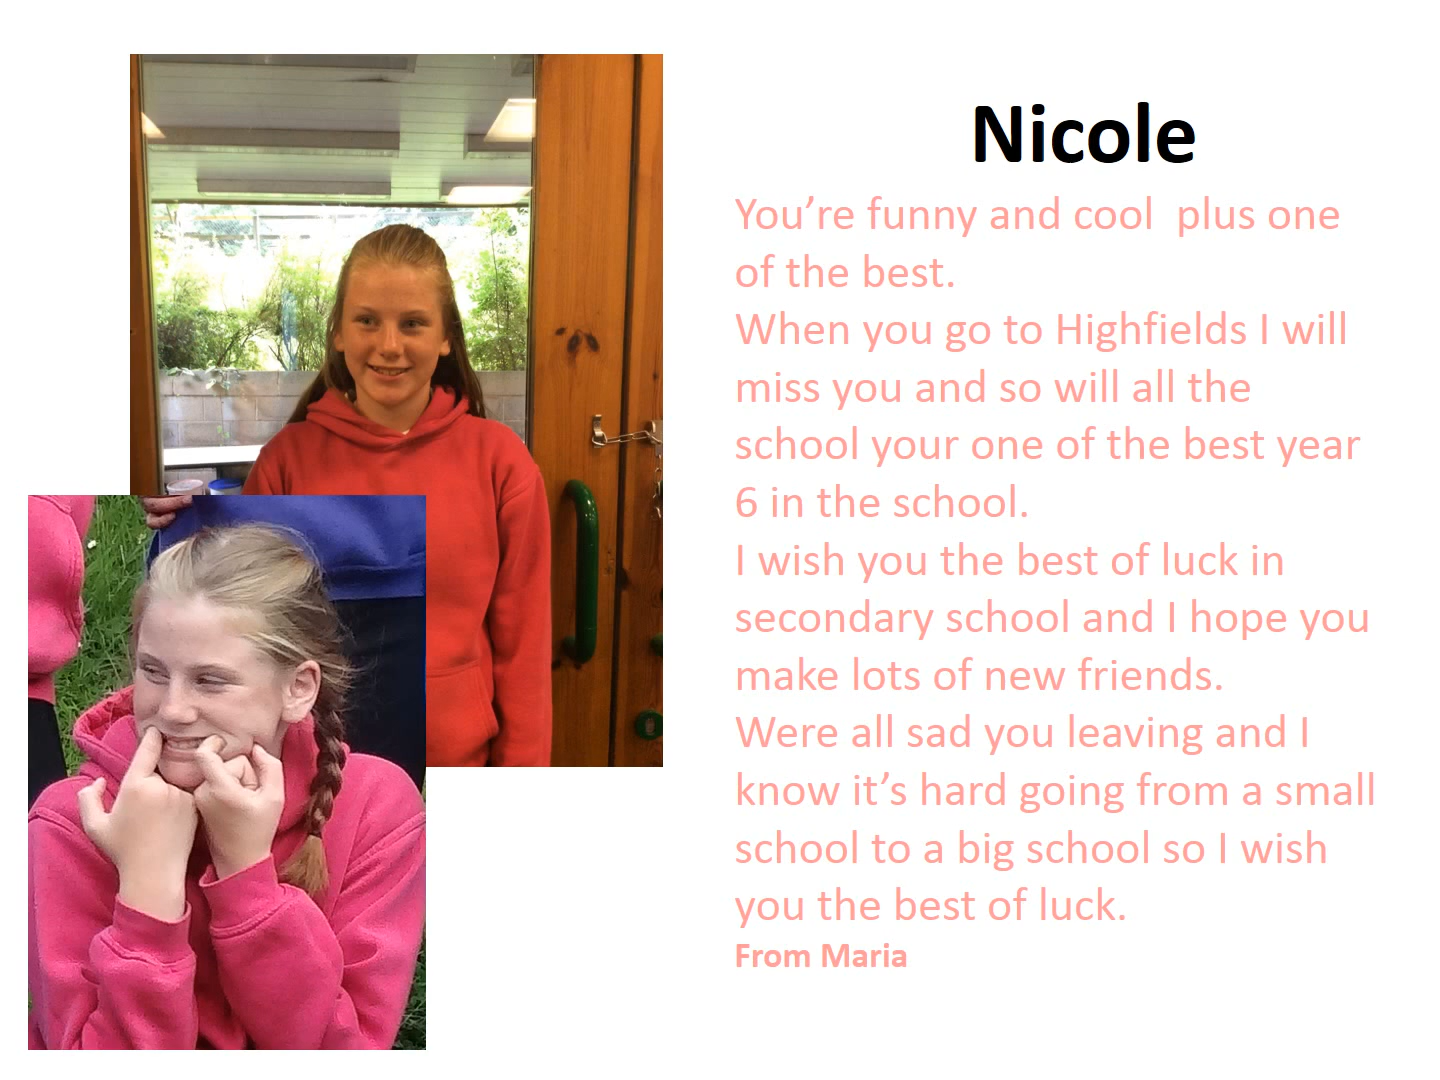 Nicole
You’re funny and cool  plus one
of the best.
When you go to Highfields I will
miss you and so will all the
school your one of the best year
6 in the school.
I wish you the best of luck in
secondary school and I hope you
make lots of new friends.
Were all sad you leaving and I
know it’s hard going from a small
school to a big school so I wish
you the best of luck.
From Maria